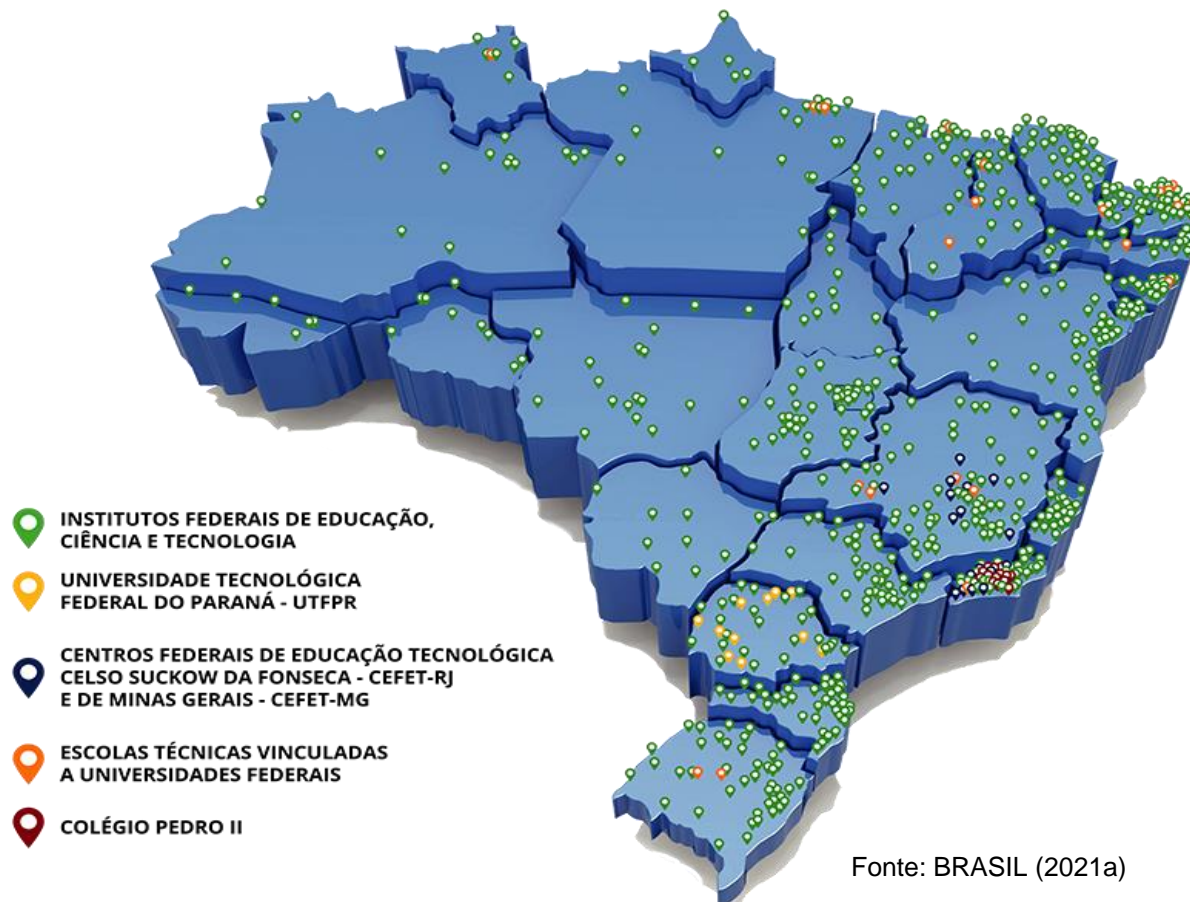 INSTITUTOS FEDERAIS DE EDUCAÇÃO,
CIÊNCIA E TECNOLOGIA
UNIVERSIDADE TECNOLÓGICA
FEDERAL DO PARANÁ - UTFPR
CENTROS FEDERAIS DE EDUCAÇÃO TECNOLÓGICA
CELSO SUCKOW DA FONSECA - CEFET-RJ
E DE MINAS GERAIS - CEFET-MG
ESCOLAS TÉCNICAS VINCULADAS
A UNIVERSIDADES FEDERAIS
COLÉGIO PEDRO II
Fonte: BRASIL (2021a)